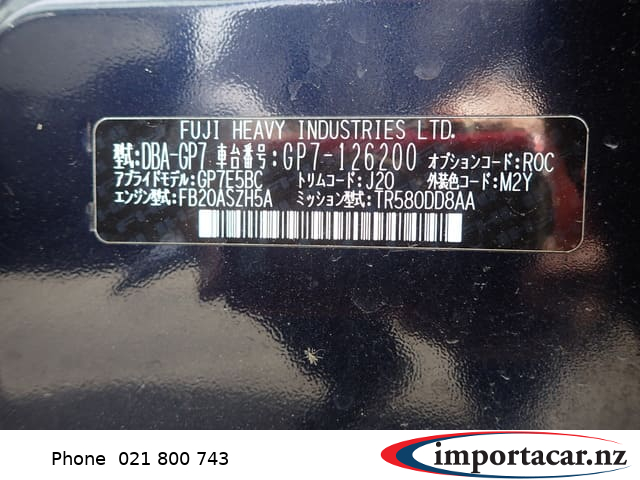 FUJI HEAVY INDUSTRIES LTD.
型式:DBA-GP7 車台番号:GP7-126200 オプションコード:ROC
アプライドモデル:GP7E5BC トリムコード:J20 外装色コード:M2Y
エンジン型式:FB20ASZH5A ミッション型式:TR580DD8AA
Phone 021 800 743
importacar.nz